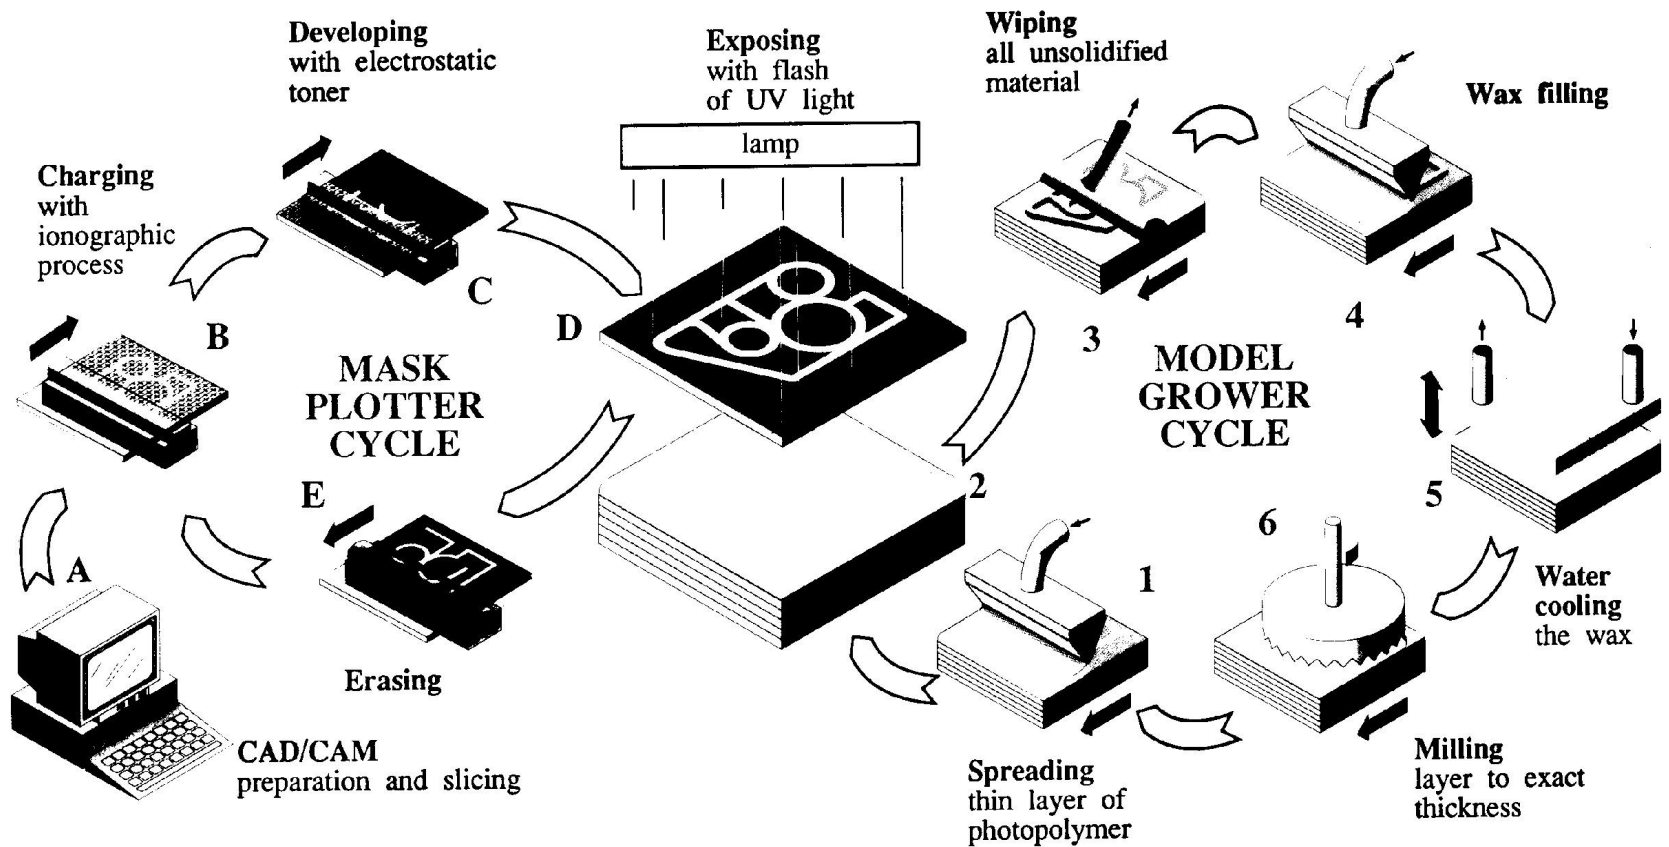 Developing
with electrostatic
toner
Exposing
with flash
of UV light
lamp
Wiping
all unsolidified
material
Wax filling
Charging
with
ionographic
process
B
C
D
3
4
MASK
PLOTTER
CYCLE
MODEL
GROWER
CYCLE
E
2
5
6
A
1
Water
cooling
the wax
Erasing
CAD/CAM
preparation and slicing
Spreading
thin layer of
photopolymer
Milling
layer to exact
thickness